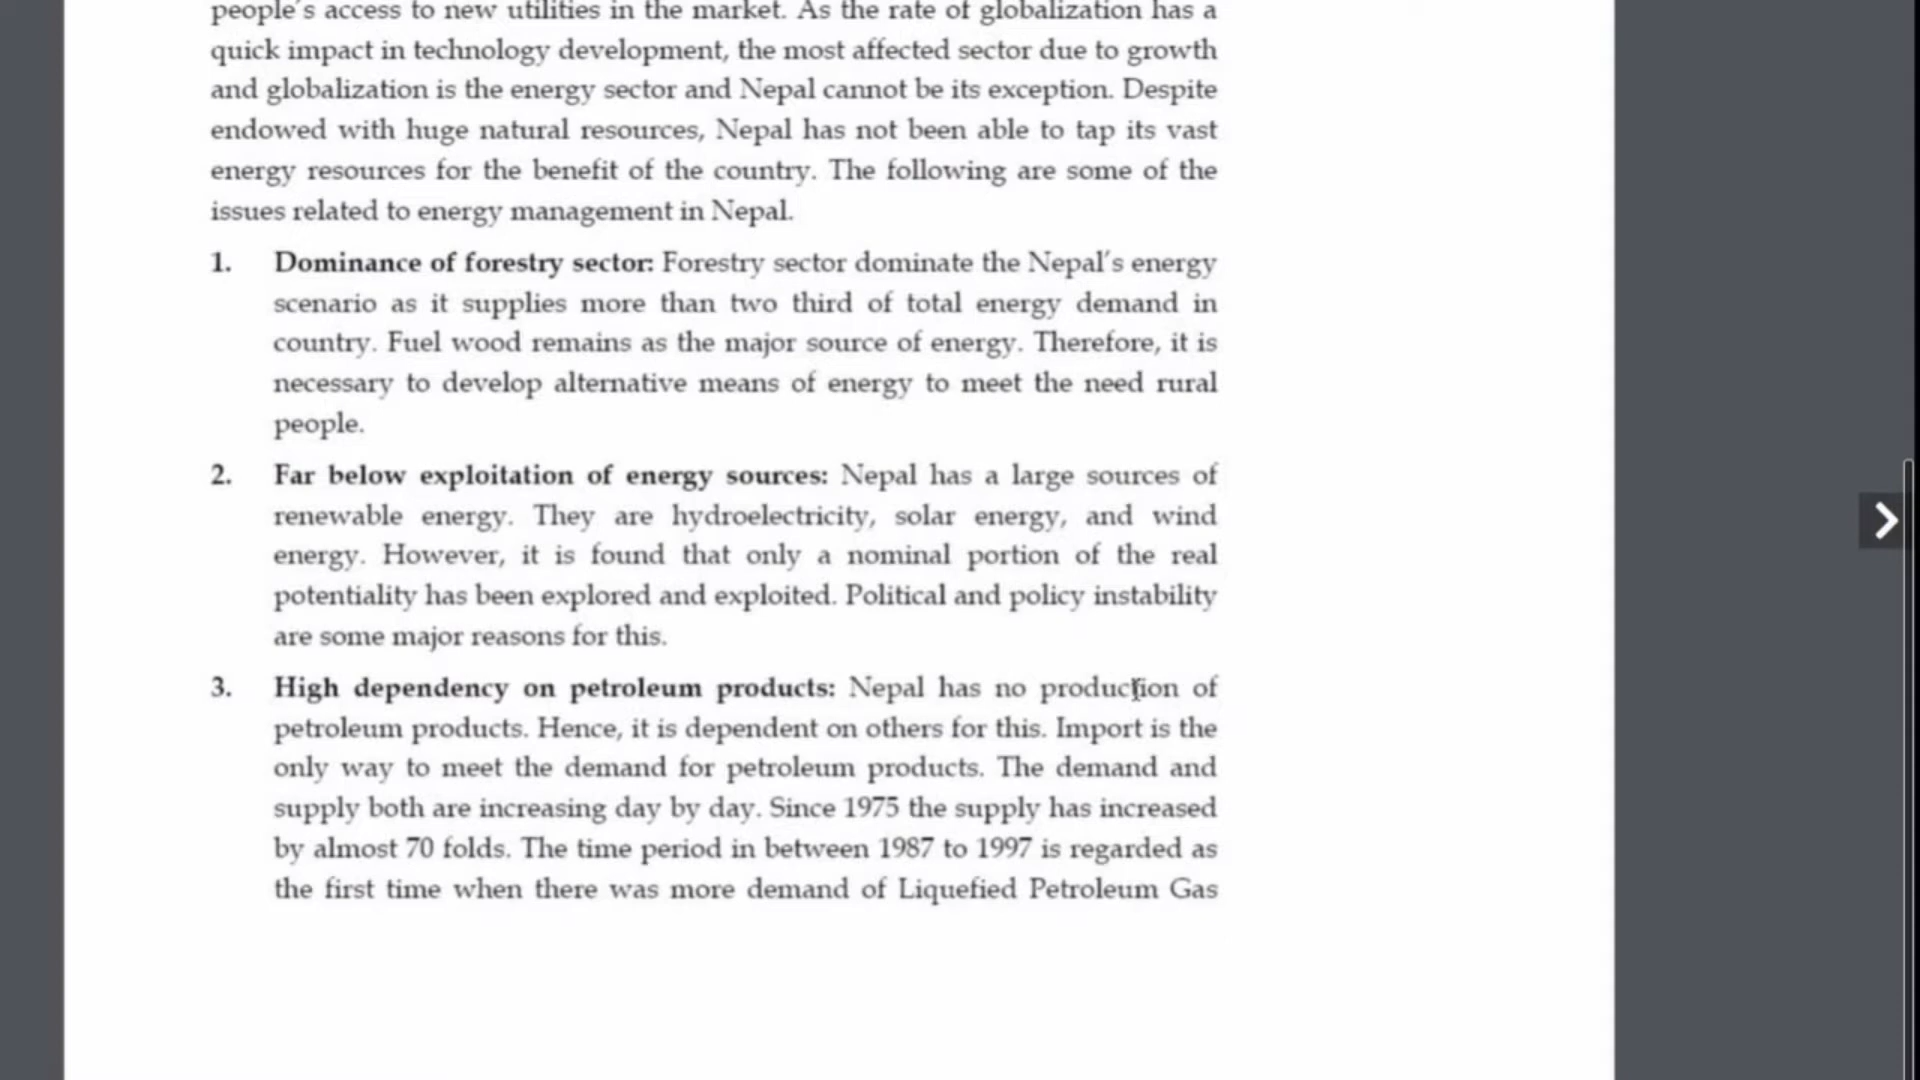 people's access to new utilities in the market. As the rate of globalization has a
quick impact in technology development, the most affected sector due to growth
and globalization is the energy sector and Nepal cannot be its exception. Despite
endowed with huge natural resources, Nepal has not been able to tap its vast
energy resources for the benefit of the country. The following are some of the
issues related to energy management in Nepal.
1. Dominance of forestry sector: Forestry sector dominate the Nepal's energy
scenario as it supplies more than two third of total energy demand in
country. Fuel wood remains as the major source of energy. Therefore, it is
necessary to develop alternative means of energy to meet the need rural
people.
2. Far below exploitation of energy sources: Nepal has a large sources of
renewable energy. They are hydroelectricity, solar energy, and wind
energy. However, it is found that only a nominal portion of the real
potentiality has been explored and exploited. Political and policy instability
are some major reasons for this.
3. High dependency on petroleum products: Nepal has no production of
petroleum products. Hence, it is dependent on others for this. Import is the
only way to meet the demand for petroleum products. The demand and
supply both are increasing day by day. Since 1975 the supply has increased
by almost 70 folds. The time period in between 1987 to 1997 is regarded as
the first time when there was more demand of Liquefied Petroleum Gas